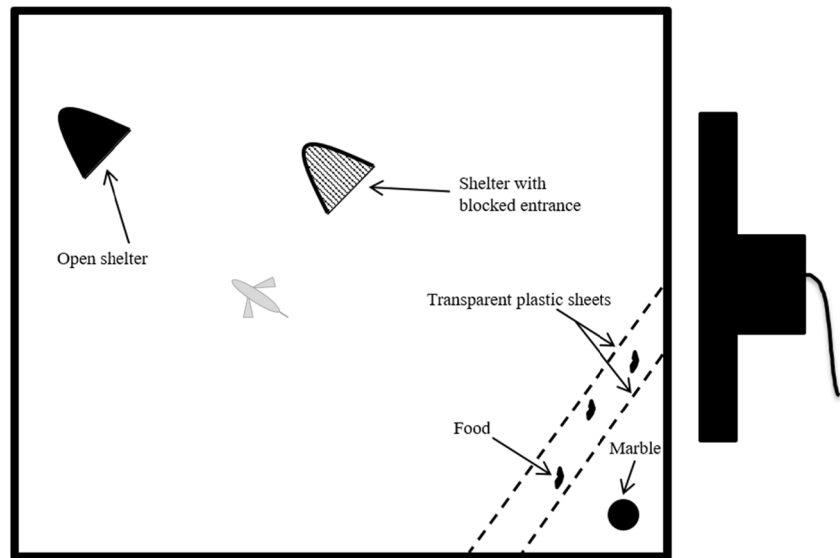 Shelter with
blocked entrance
Open shelter
Transparent plastic sheets
Food
Marble